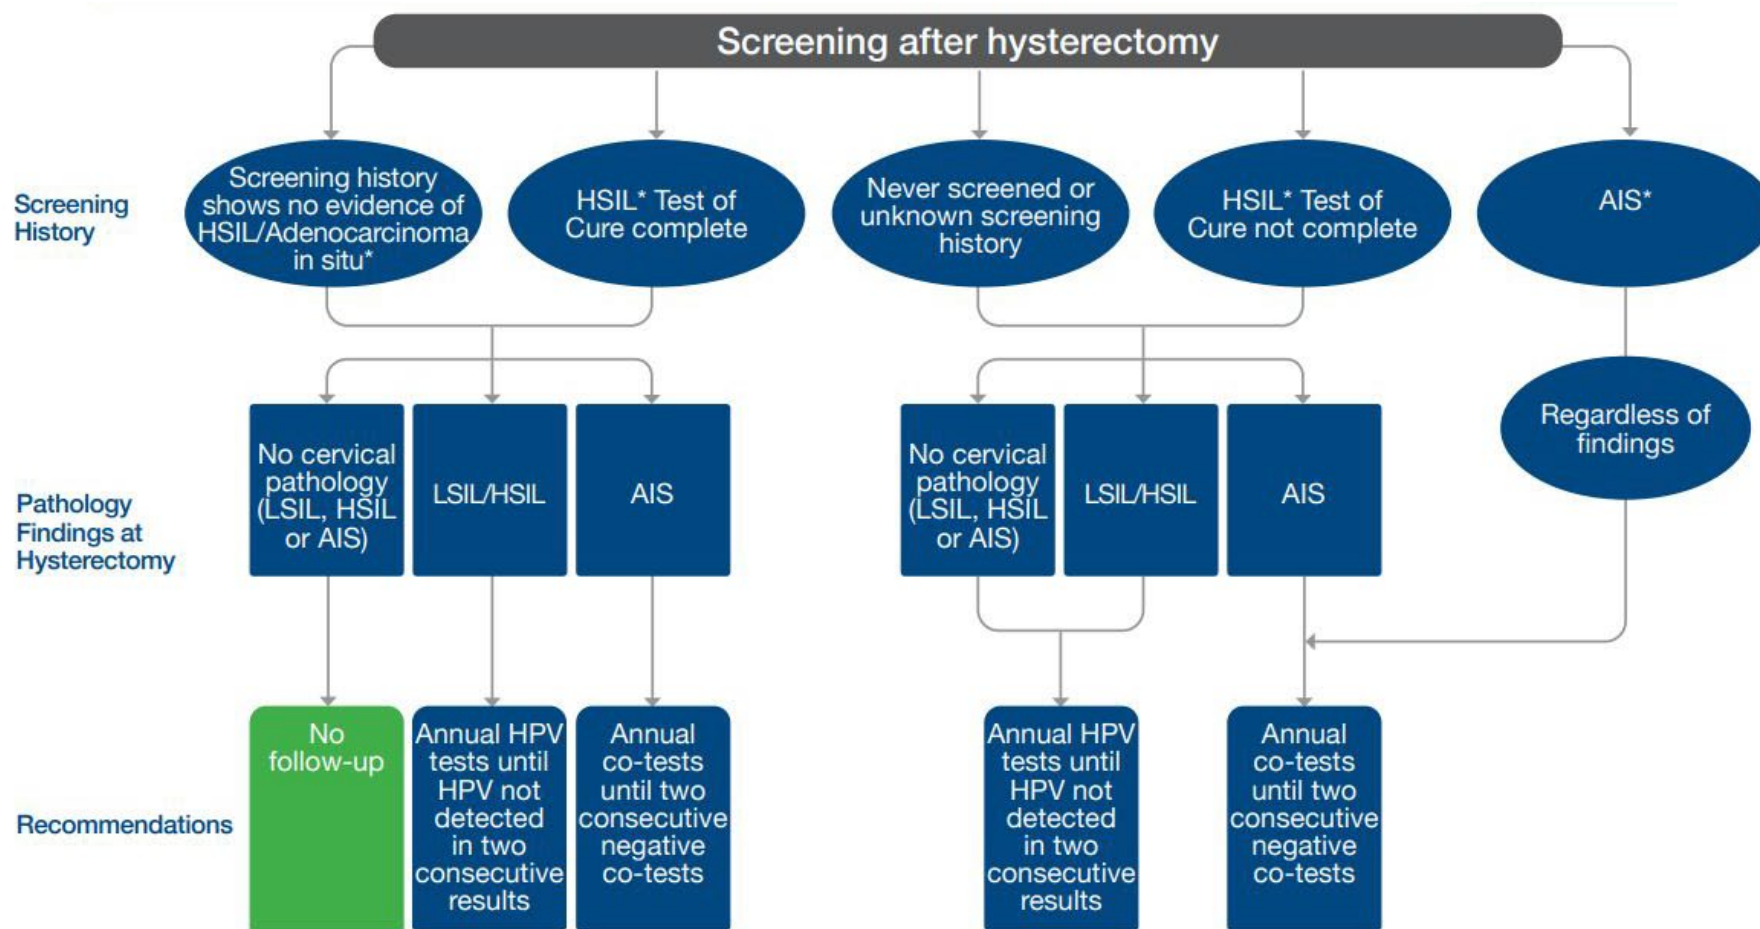 Screening after hysterectomy
Screening
History
Screening history
shows no evidence of
HSIL/Adenocarcinoma
in situ*
HSIL* Test of
Cure complete
Never screened or
unknown screening
history
HSIL* Test of
Cure not complete
AIS*
Regardless of
findings
Pathology
Findings at
Hysterectomy
No cervical
pathology
(LSIL, HSIL
or AIS)
LSIL/HSIL
AIS
No cervical
pathology
(LSIL, HSIL
or AIS)
LSIL/HSIL
AIS
Recommendations
No
follow-up
Annual HPV
tests until
HPV not
detected
in two
consecutive
results
Annual
co-tests
until two
consecutive
negative
co-tests
Annual HPV
tests until
HPV not
detected
in two
consecutive
results
Annual
co-tests
until two
consecutive
negative
co-tests